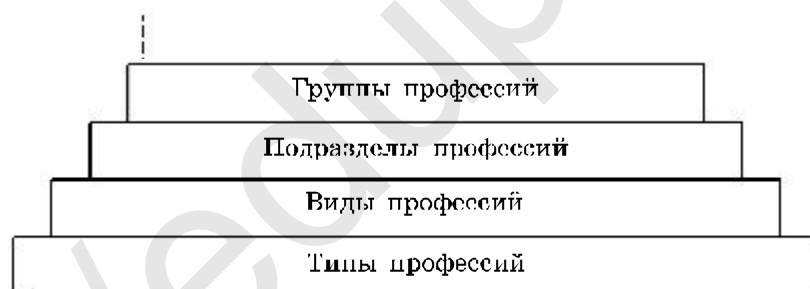 Группы профессий
Подразделы профессий
Виды профессий
Типы профессий